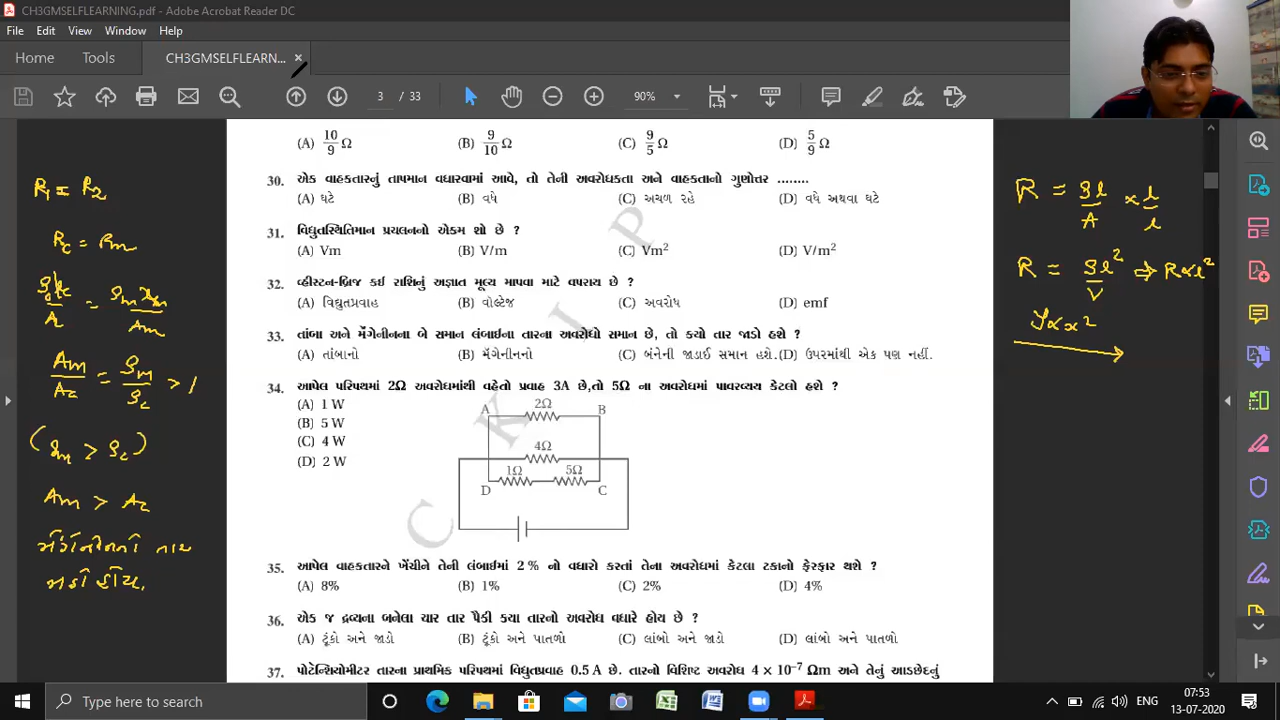 CH3GMSELFLEARNING.pdf - Adobe Acrobat Reader DC
File Edit View Window Help
Home Tools CH3GMSELFLEARN... ×
3 / 33 90%
(A) 10/9 Ω (B) 9/10 Ω (C) 9/5 Ω (D) 5/9 Ω
30. એક વાહકતારનું તાપમાન વધારવામાં આવે, તો તેની અવરોધકતા અને વાહકતાનો ગુણોત્તર ........
(A) ઘટે (B) વધે (C) અચળ રહે (D) વધે અથવા ઘટે
31. વિદ્યુતસ્થિતિમાન પ્રચલનનો એકમ શો છે ?
(A) Vm (B) V/m (C) Vm² (D) V/m²
32. વ્હીસ્ટન-બ્રિજ કઈ રાશિનું અજ્ઞાત મૂલ્ય માપવા માટે વપરાય છે ?
(A) વિદ્યુતપ્રવાહ (B) વોલ્ટેજ (C) અવરોધ (D) emf
33. તાંબા અને મેંગેનીનના બે સમાન લંબાઈના તારના અવરોધો સમાન છે, તો ક્યો તાર જાડો હશે ?
(A) તાંબાનો (B) મૅંગેનીનનો (C) બંનેની જાડાઈ સમાન હશે. (D) ઉપરમાંથી એક પણ નહીં.
34. આપેલ પરિપથમાં 2Ω અવરોધમાંથી વહેતો પ્રવાહ 3A છે,તો 5Ω ના અવરોધમાં પાવરવ્યય કેટલો હશે ?
(A) 1 W
(B) 5 W
(C) 4 W
(D) 2 W
A 2Ω B
4Ω
1Ω 5Ω
D C
35. આપેલ વાહકતારને ખેંચીને તેની લંબાઈમાં 2 % નો વધારો કરતાં તેના અવરોધમાં કેટલા ટકાનો ફેરફાર થશે ?
(A) 8% (B) 1% (C) 2% (D) 4%
36. એક જ દ્રવ્યના બનેલા ચાર તાર પૈકી કયા તારનો અવરોધ વધારે હોય છે ?
(A) ટૂંકો અને જાડો (B) ટૂંકો અને પાતળો (C) લાંબો અને જાડો (D) લાંબો અને પાતળો
37. પોટેન્શિયોમીટર તારના પ્રાથમિક પરિપથમાં વિદ્યુતપ્રવાહ 0.5 A છે. તારનો વિશિષ્ટ અવરોધ 4 × 10⁻⁷ Ωm અને તેનું આડછેદનું
C K I P
R₁ = R₂
Rc = Rm
Am/Ac = ρm/ρc > 1
(ρm > ρc)
Am > Ac
R = ρl/A × l/l
R = ρl²/V ⇒ R∝l²
y∝x²
Type here to search
ENG
07:53
13-07-2020